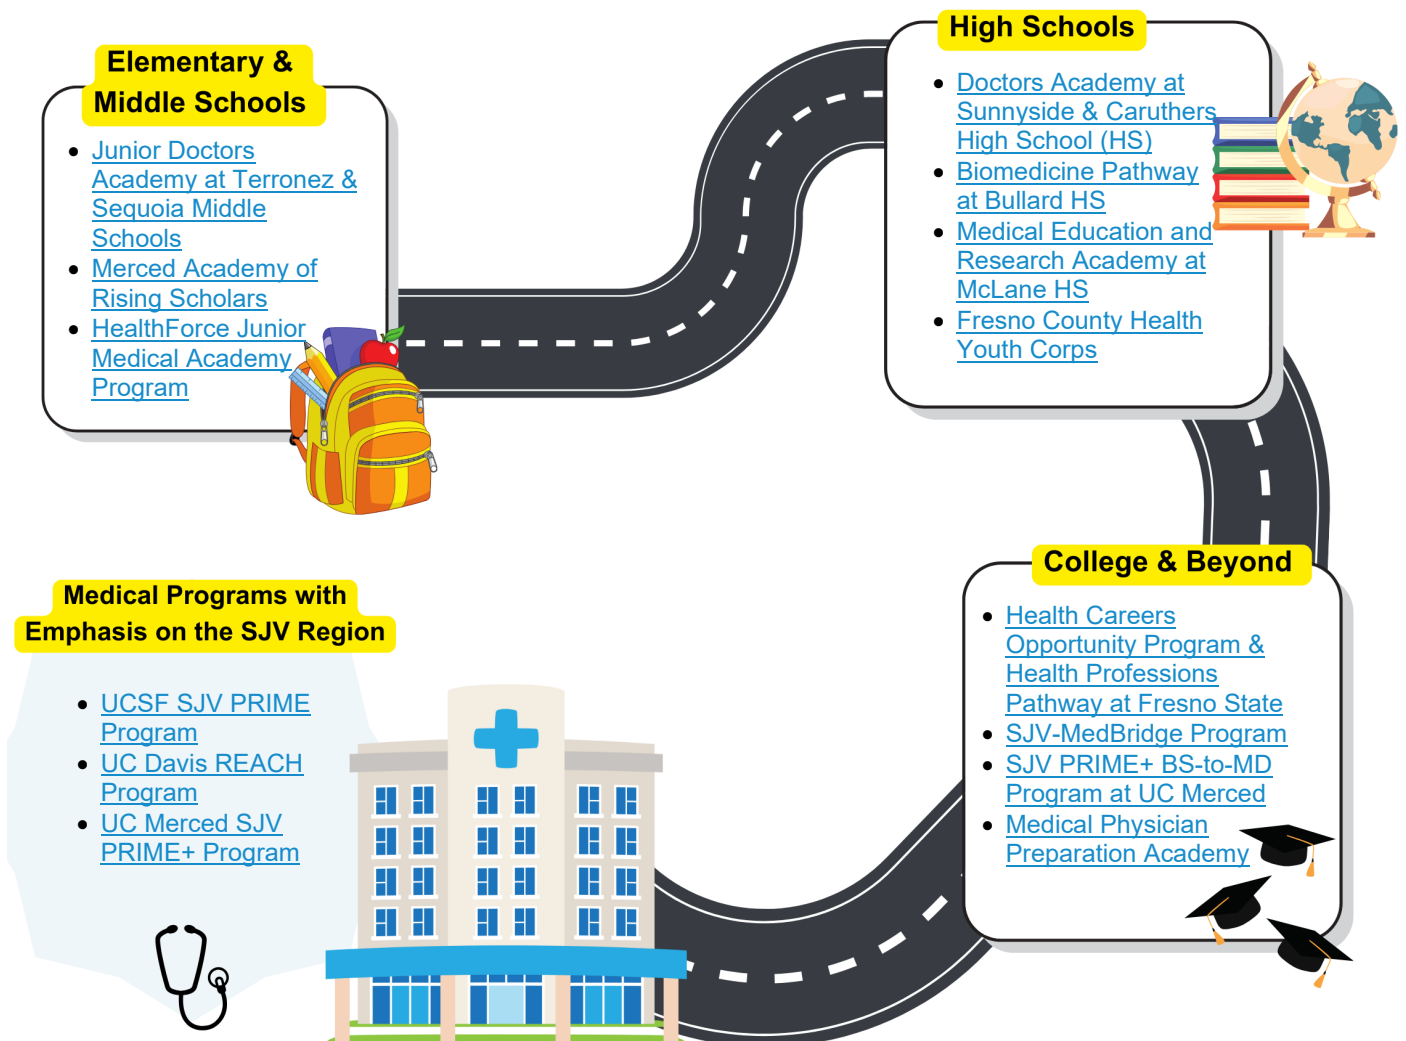 Elementary &
Middle Schools
• Junior Doctors
Academy at Terronez &
Sequoia Middle
Schools
• Merced Academy of
Rising Scholars
• HealthForce Junior
Medical Academy
Program
High Schools
• Doctors Academy at
Sunnyside & Caruthers
High School (HS)
• Biomedicine Pathway
at Bullard HS
• Medical Education and
Research Academy at
McLane HS
• Fresno County Health
Youth Corps
College & Beyond
• Health Careers
Opportunity Program &
Health Professions
Pathway at Fresno State
• SJV-MedBridge Program
• SJV PRIME+ BS-to-MD
Program at UC Merced
• Medical Physician
Preparation Academy
Medical Programs with
Emphasis on the SJV Region
• UCSF SJV PRIME
Program
• UC Davis REACH
Program
• UC Merced SJV
PRIME+ Program